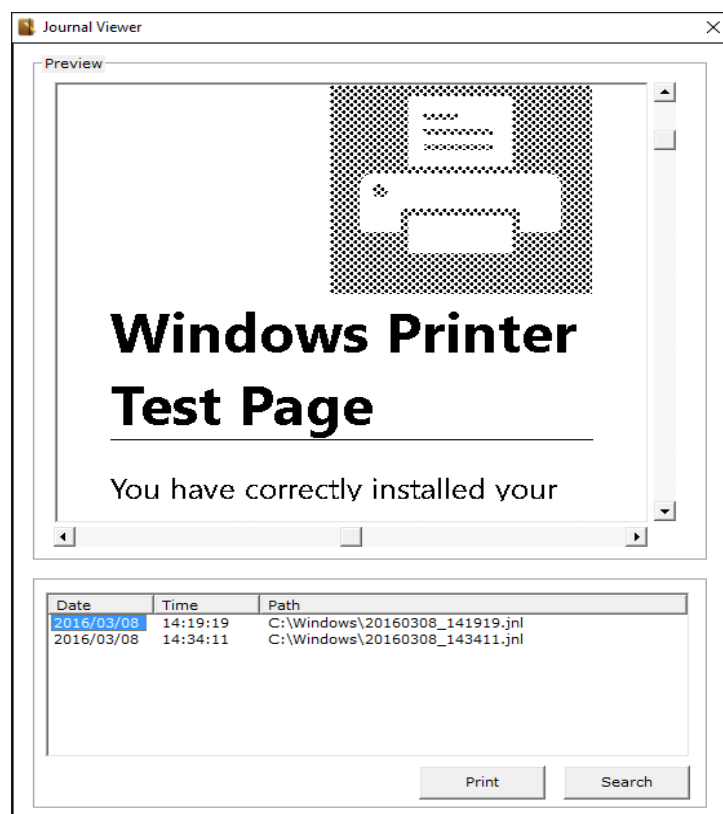 Journal Viewer
Preview
Windows Printer
Test Page
You have correctly installed your
Date Time Path
2016/03/08 14:19:19 C:\Windows\20160308_141919.jnl
2016/03/08 14:34:11 C:\Windows\20160308_143411.jnl
Print Search